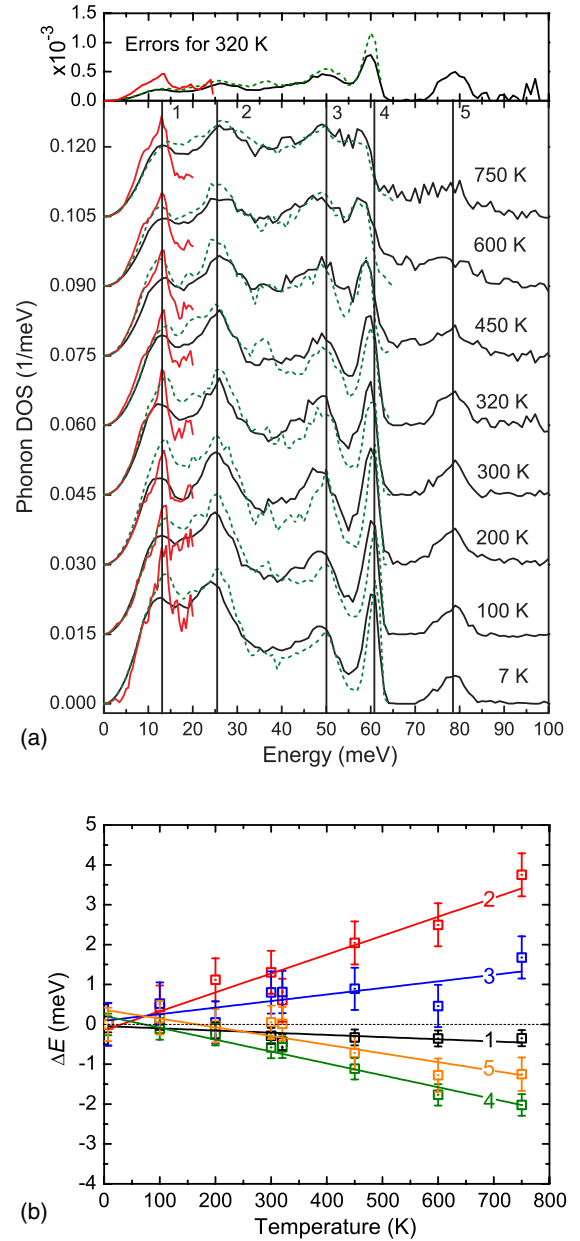 x10^-3
1.5
1.0
0.5
0.0
Errors for 320 K
1 2 3 4 5
Phonon DOS (1/meV)
0.120
0.105
0.090
0.075
0.060
0.045
0.030
0.015
0.000
750 K
600 K
450 K
320 K
300 K
200 K
100 K
7 K
0 10 20 30 40 50 60 70 80 90 100
Energy (meV)
(a)
ΔE (meV)
5
4
3
2
1
0
-1
-2
-3
-4
2
3
1
5
4
0 100 200 300 400 500 600 700 800
Temperature (K)
(b)